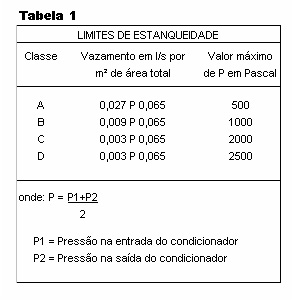 Tabela 1
LIMITES DE ESTANQUEIDADE
Classe Vazamento em l/s por m² de área total Valor máximo de P em Pascal
A 0,027 P 0,065 500
B 0,009 P 0,065 1000
C 0,003 P 0,065 2000
D 0,003 P 0,065 2500
onde: P = P1+P2
2
P1 = Pressão na entrada do condicionador
P2 = Pressão na saída do condicionador